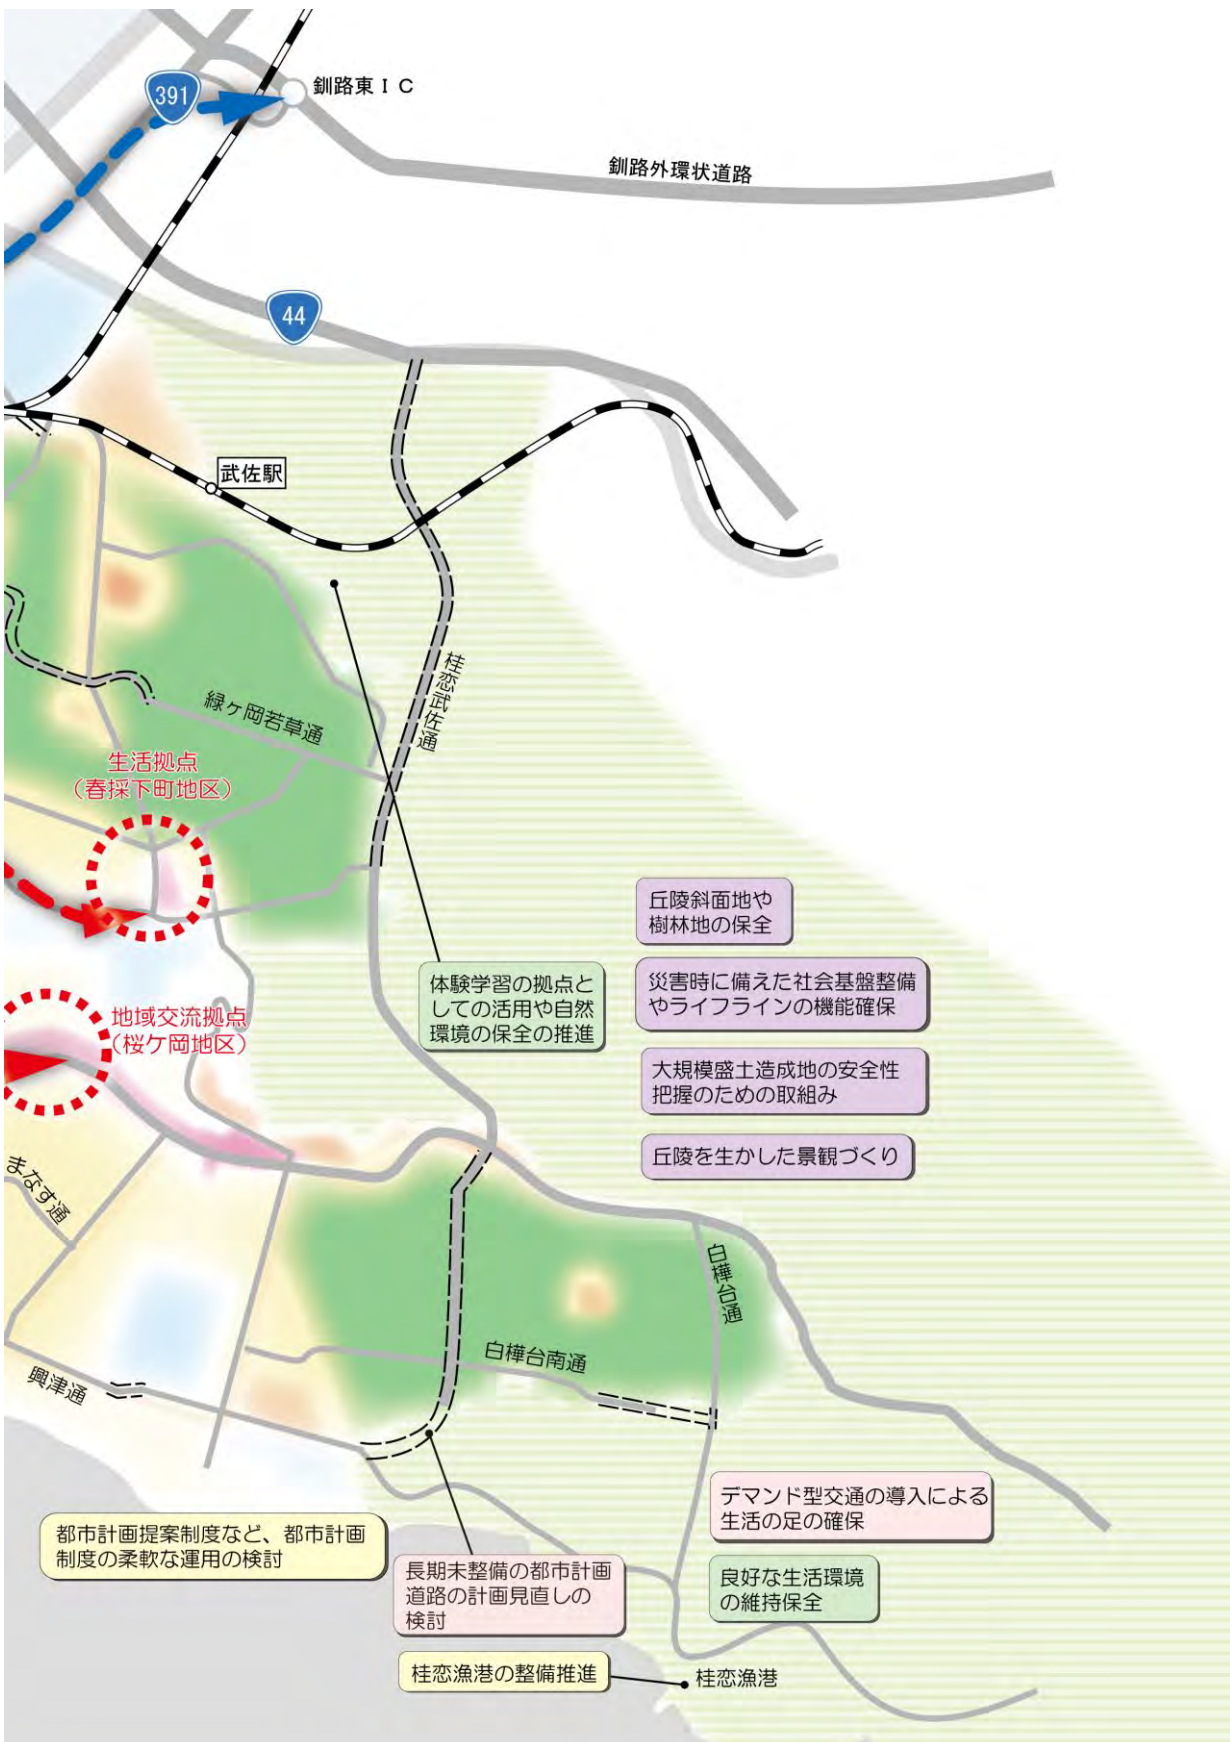 391
釧路東ＩＣ
釧路外環状道路
44
武佐駅
桂恋武佐通
緑ヶ岡若草通
生活拠点
（春採下町地区）
丘陵斜面地や
樹林地の保全
体験学習の拠点と
しての活用や自然
環境の保全の推進
災害時に備えた社会基盤整備
やライフラインの機能確保
地域交流拠点
（桜ケ岡地区）
大規模盛土造成地の安全性
把握のための取組み
丘陵を生かした景観づくり
まなす通
白樺台通
白樺台南通
興津通
デマンド型交通の導入による
生活の足の確保
都市計画提案制度など、都市計画
制度の柔軟な運用の検討
長期未整備の都市計画
道路の計画見直しの
検討
良好な生活環境
の維持保全
桂恋漁港の整備推進
桂恋漁港